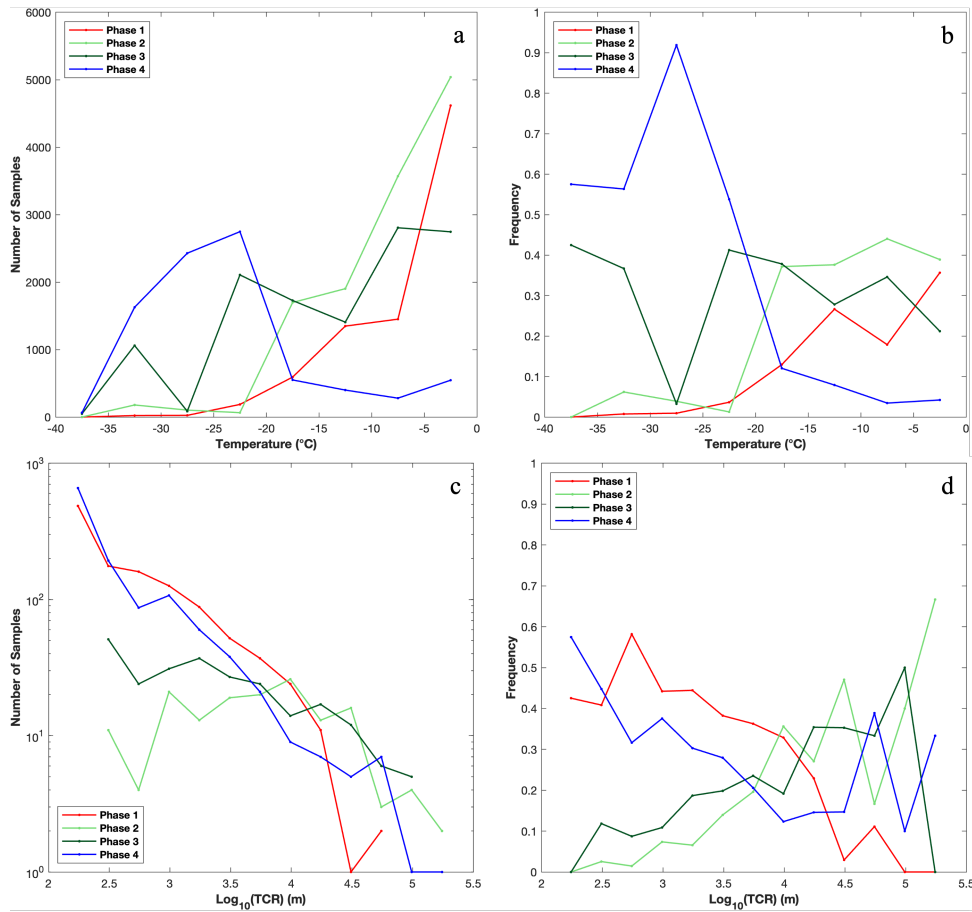 a
Phase 1
Phase 2
Phase 3
Phase 4
6000
5000
4000
3000
2000
1000
0
Number of Samples
-40 -35 -30 -25 -20 -15 -10 -5 0
Temperature (°C)
b
Phase 1
Phase 2
Phase 3
Phase 4
1
0.9
0.8
0.7
0.6
0.5
0.4
0.3
0.2
0.1
0
Frequency
-40 -35 -30 -25 -20 -15 -10 -5 0
Temperature (°C)
c
10³
10²
10¹
10⁰
Number of Samples
Phase 1
Phase 2
Phase 3
Phase 4
2 2.5 3 3.5 4 4.5 5 5.5
Log₁₀(TCR) (m)
d
Phase 1
Phase 2
Phase 3
Phase 4
1
0.9
0.8
0.7
0.6
0.5
0.4
0.3
0.2
0.1
0
Frequency
2 2.5 3 3.5 4 4.5 5 5.5
Log₁₀(TCR) (m)